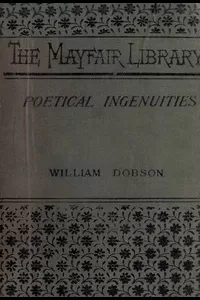 THE MAYFAIR LIBRARY
POETICAL INGENUITIES
WILLIAM DOBSON